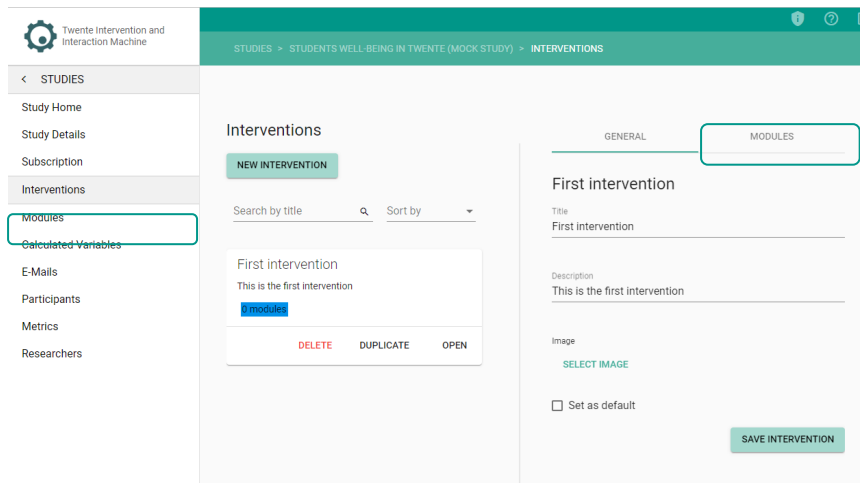 Twente Intervention and
Interaction Machine
STUDIES > STUDENTS WELL-BEING IN TWENTE (MOCK STUDY) > INTERVENTIONS
< STUDIES
Study Home
Study Details
Subscription
Interventions
Modules
Calculated Variables
E-Mails
Participants
Metrics
Researchers
Interventions
NEW INTERVENTION
Search by title
Sort by
First intervention
This is the first intervention
0 modules
DELETE DUPLICATE OPEN
GENERAL MODULES
First intervention
Title
First intervention
Description
This is the first intervention
Image
SELECT IMAGE
Set as default
SAVE INTERVENTION